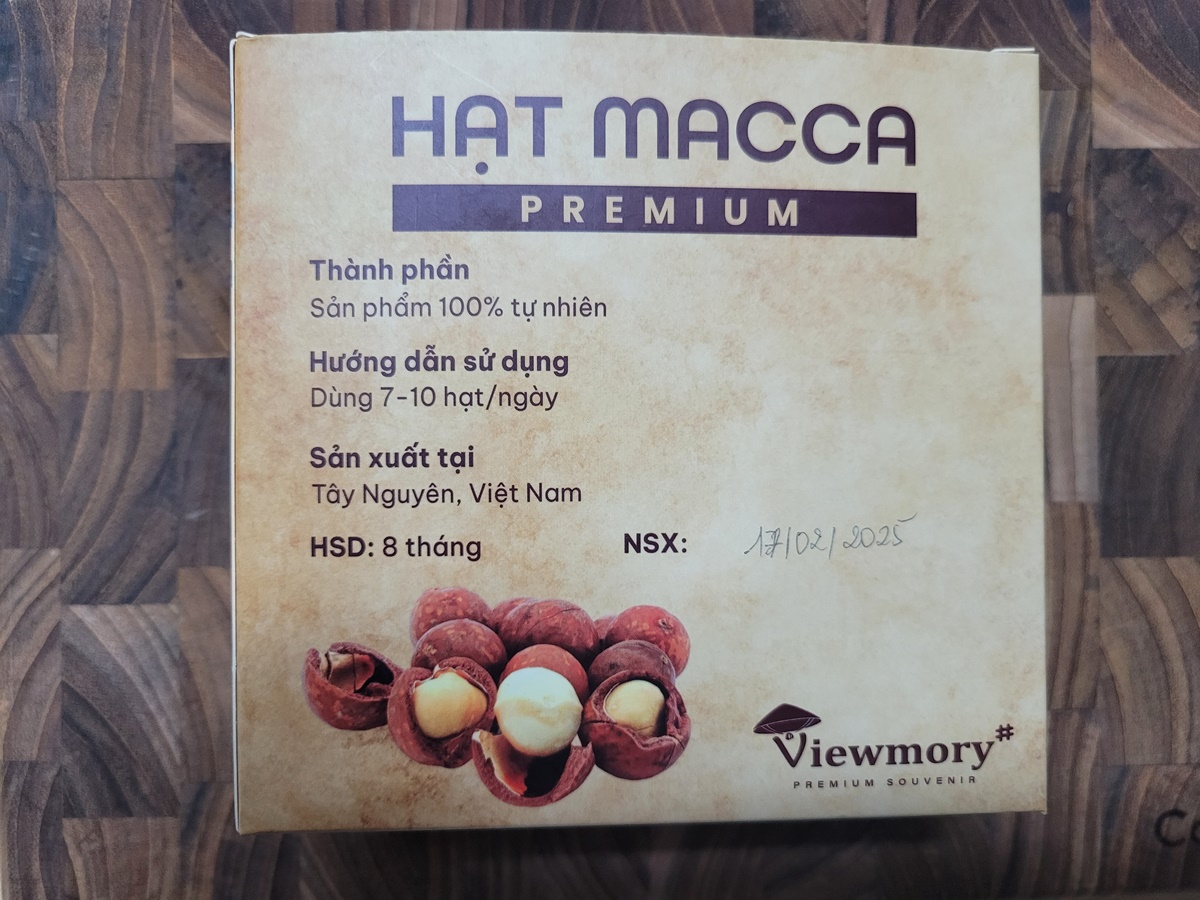 HẠT MACCA
PREMIUM
Thành phần
Sản phẩm 100% tự nhiên
Hướng dẫn sử dụng
Dùng 7-10 hạt/ngày
Sản xuất tại
Tây Nguyên, Việt Nam
HSD: 8 tháng NSX: 17/02/2025
Viewmory#
PREMIUM SOUVENIR